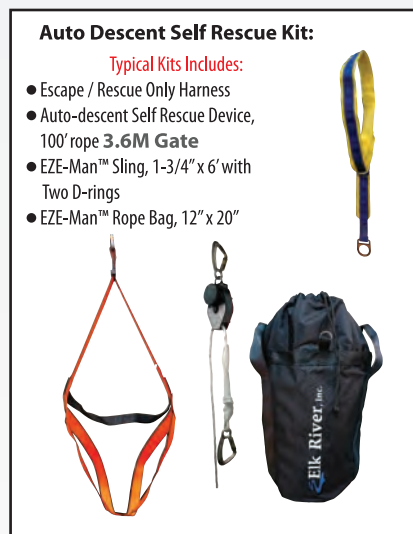 Auto Descent Self Rescue Kit:
Typical Kits Includes:
● Escape / Rescue Only Harness
● Auto-descent Self Rescue Device,
100' rope 3.6M Gate
● EZE-Man™ Sling, 1-3/4" x 6' with
Two D-rings
● EZE-Man™ Rope Bag, 12" x 20"
Elk River, Inc.